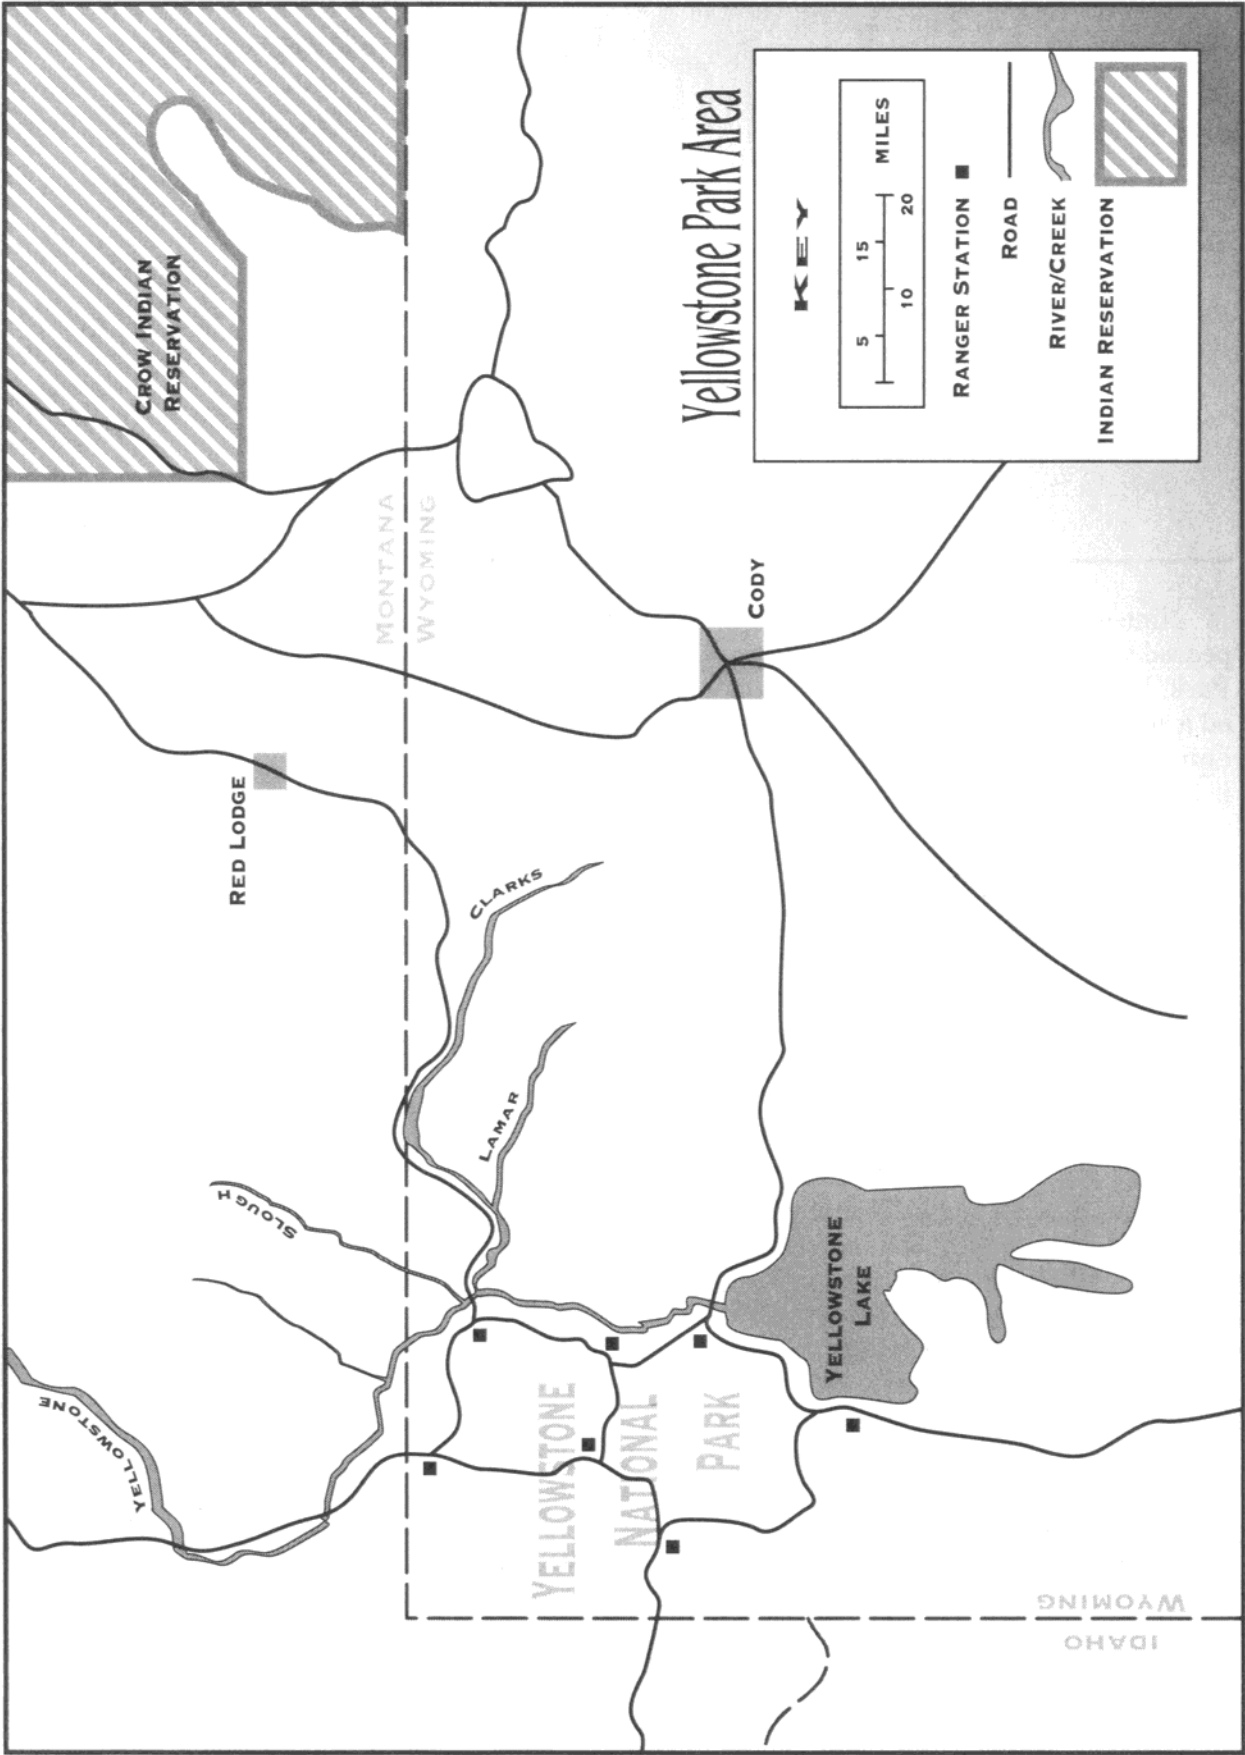 Yellowstone Park Area
KEY
5 15 MILES
10 20
RANGER STATION
ROAD
RIVER/CREEK
INDIAN RESERVATION
CROW INDIAN
RESERVATION
MONTANA
WYOMING
RED LODGE
CODY
CLARKS
LAMAR
SLOUGH
YELLOWSTONE
YELLOWSTONE
LAKE
YELLOWSTONE
NATIONAL
PARK
WYOMING
IDAHO